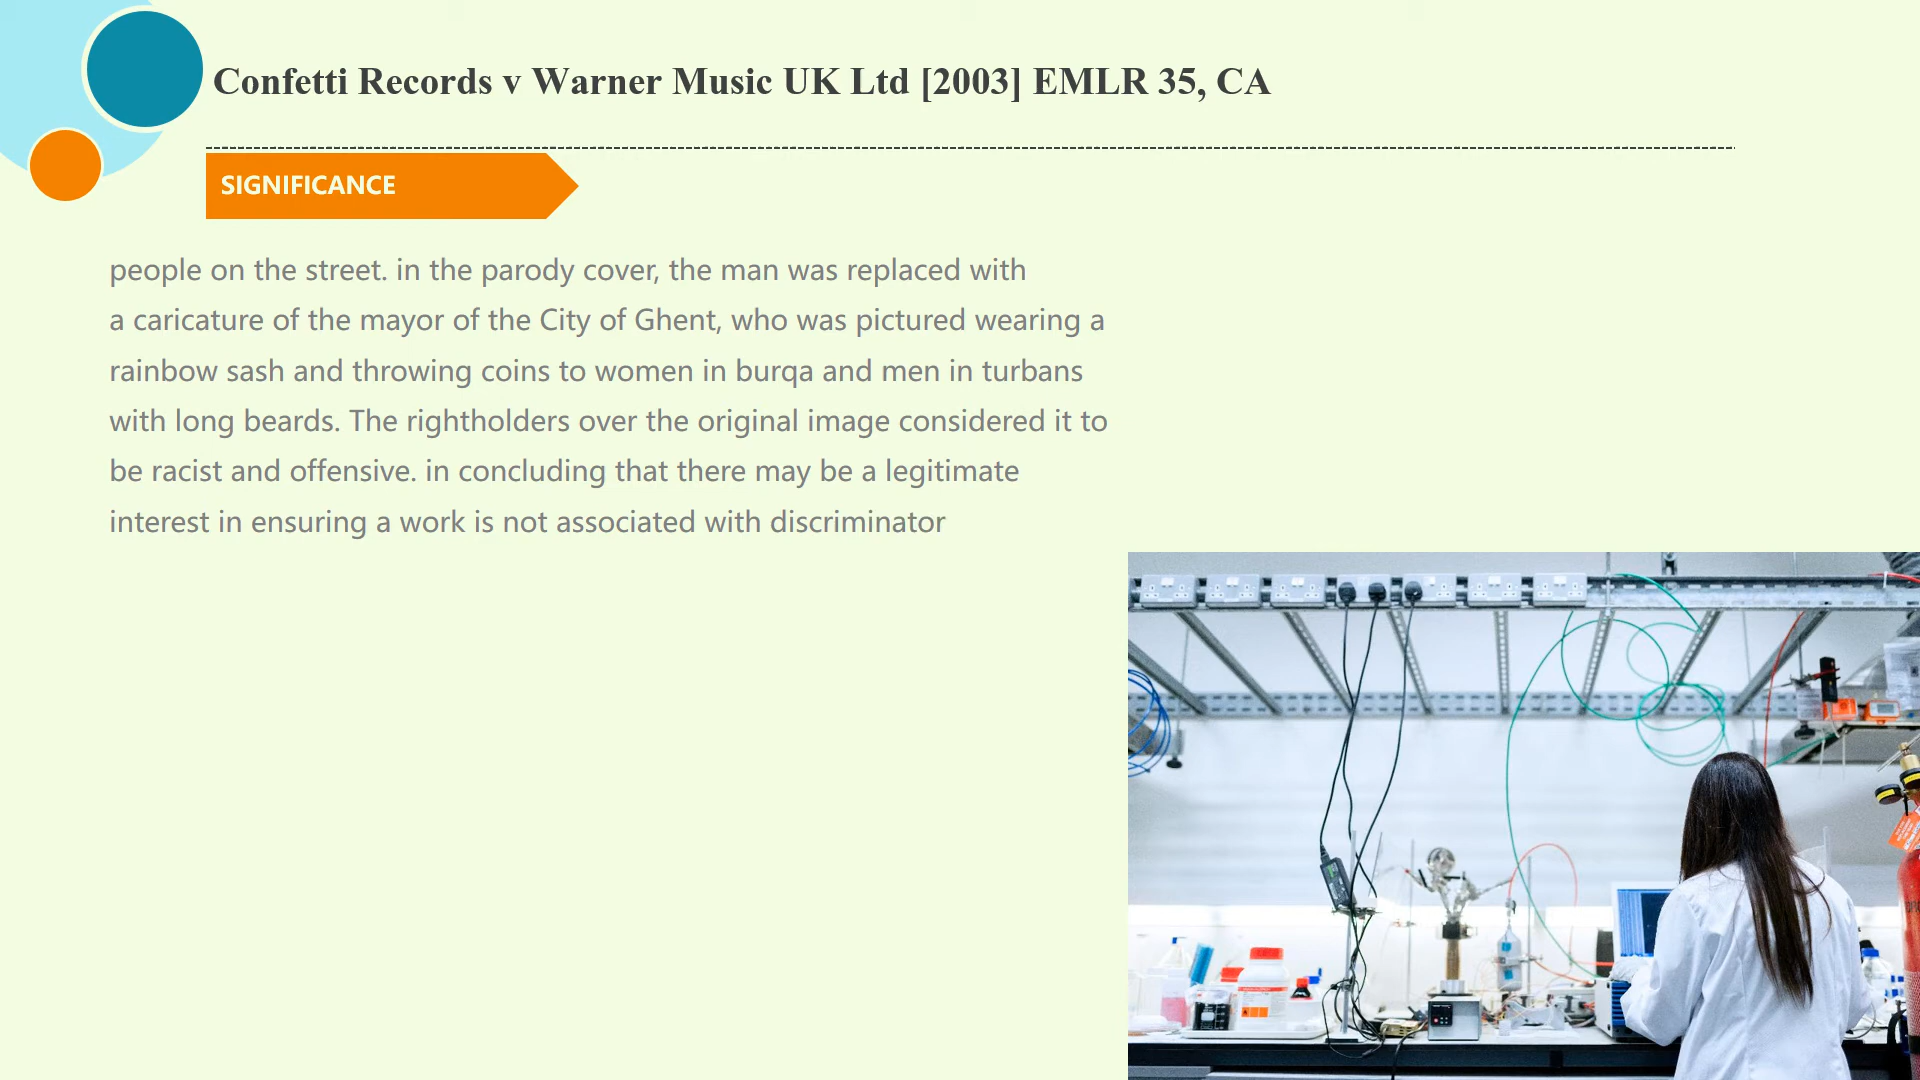 Confetti Records v Warner Music UK Ltd [2003] EMLR 35, CA
SIGNIFICANCE
people on the street. in the parody cover, the man was replaced with
a caricature of the mayor of the City of Ghent, who was pictured wearing a
rainbow sash and throwing coins to women in burqa and men in turbans
with long beards. The rightholders over the original image considered it to
be racist and offensive. in concluding that there may be a legitimate
interest in ensuring a work is not associated with discriminator